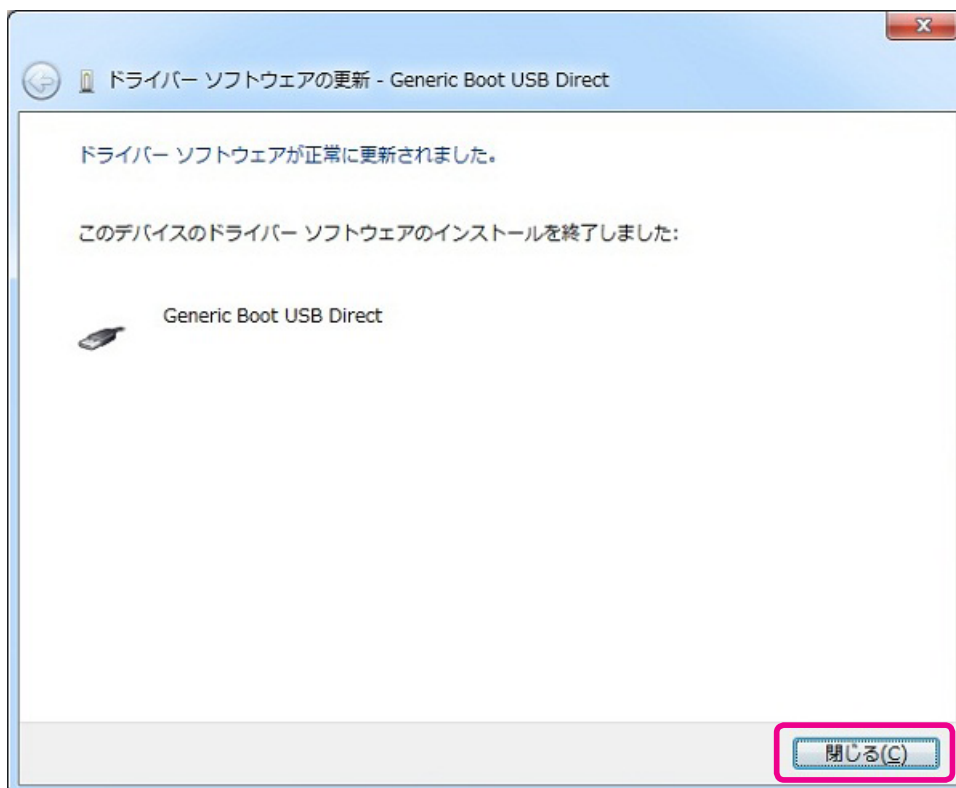 ドライバー ソフトウェアの更新 - Generic Boot USB Direct
ドライバー ソフトウェアが正常に更新されました。
このデバイスのドライバー ソフトウェアのインストールを終了しました:
Generic Boot USB Direct
閉じる(C)